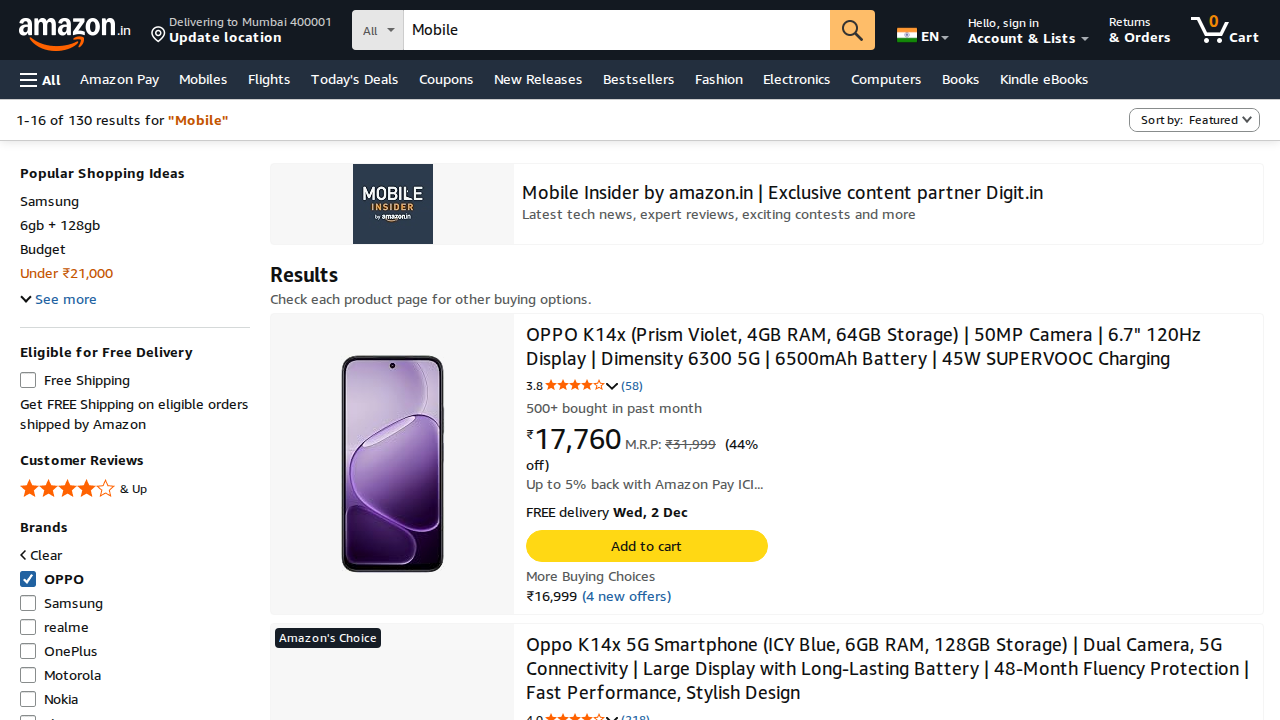 amazon.in
Delivering to Mumbai 400001
Update location
All
Mobile
EN
Hello, sign in
Account & Lists
Returns
& Orders
0
Cart
All
Amazon Pay
Mobiles
Flights
Today's Deals
Coupons
New Releases
Bestsellers
Fashion
Electronics
Computers
Books
Kindle eBooks
1-16 of 130 results for "Mobile"
Sort by: Featured
Popular Shopping Ideas
Samsung
6gb + 128gb
Budget
Under ₹21,000
See more
Eligible for Free Delivery
Free Shipping
Get FREE Shipping on eligible orders
shipped by Amazon
Customer Reviews
& Up
Brands
Clear
OPPO
Samsung
realme
OnePlus
Motorola
Nokia
MOBILE
INSIDER
by amazon.in
Mobile Insider by amazon.in | Exclusive content partner Digit.in
Latest tech news, expert reviews, exciting contests and more
Results
Check each product page for other buying options.
OPPO K14x (Prism Violet, 4GB RAM, 64GB Storage) | 50MP Camera | 6.7" 120Hz
Display | Dimensity 6300 5G | 6500mAh Battery | 45W SUPERVOOC Charging
3.8 (58)
500+ bought in past month
₹17,760 M.R.P: ₹31,999 (44%
off)
Up to 5% back with Amazon Pay ICI...
FREE delivery Wed, 2 Dec
Add to cart
More Buying Choices
₹16,999 (4 new offers)
Amazon's Choice
Oppo K14x 5G Smartphone (ICY Blue, 6GB RAM, 128GB Storage) | Dual Camera, 5G
Connectivity | Large Display with Long-Lasting Battery | 48-Month Fluency Protection |
Fast Performance, Stylish Design
4.0 (218)